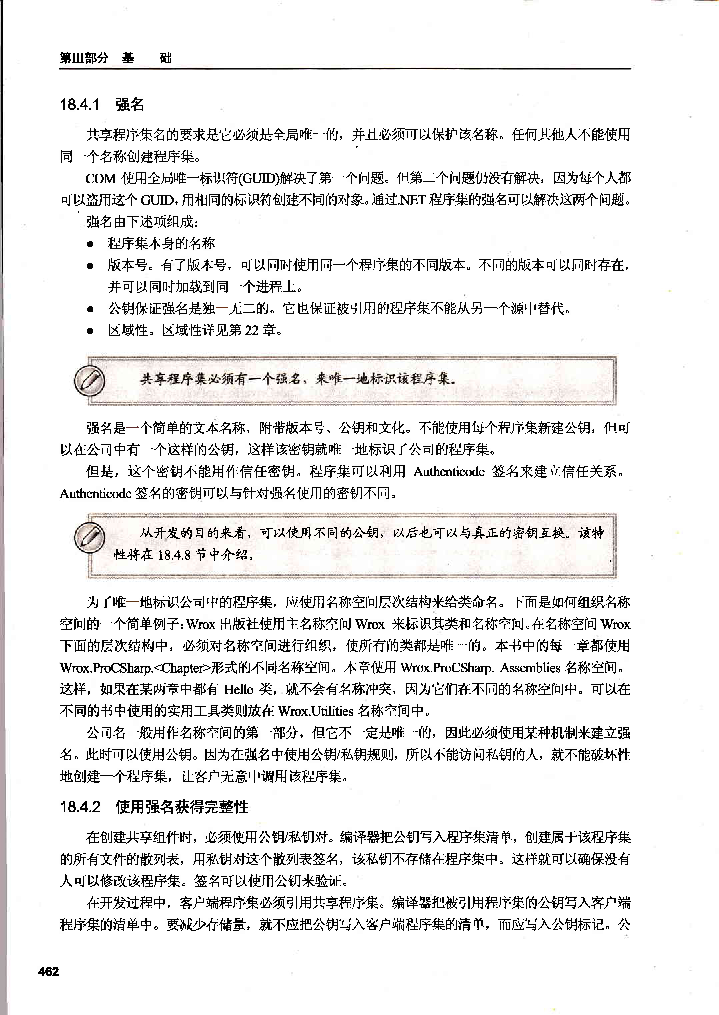 第III部分 基 础
18.4.1 强名
共享程序集名的要求是它必须是全局唯一的，并且必须可以保护该名称。任何其他人不能使用
同一个名称创建程序集。
COM 使用全局唯一标识符(GUID)解决了第一个问题。但第二个问题仍没有解决，因为每个人都
可以盗用这个 GUID，用相同的标识符创建不同的对象。通过.NET 程序集的强名可以解决这两个问题。
强名由下述项组成：
● 程序集本身的名称
● 版本号。有了版本号，可以同时使用同一个程序集的不同版本。不同的版本可以同时存在，
并可以同时加载到同一个进程上。
● 公钥保证强名是独一无二的。它也保证被引用的程序集不能从另一个源中替代。
● 区域性。区域性详见第 22 章。
共享程序集必须有一个强名，来唯一地标识该程序集。
强名是一个简单的文本名称，附带版本号、公钥和文化。不能使用每个程序集新建公钥，但可
以在公司中有一个这样的公钥，这样该密钥就唯一地标识了公司的程序集。
但是，这个密钥不能用作信任密钥。程序集可以利用 Authenticode 签名来建立信任关系。
Authenticode 签名的密钥可以与针对强名使用的密钥不同。
从开发的目的来看，可以使用不同的公钥，以后也可以与真正的密钥互换。该特
性将在 18.4.8 节中介绍。
为了唯一地标识公司中的程序集，应使用名称空间层次结构来给类命名。下面是如何组织名称
空间的一个简单例子：Wrox 出版社使用主名称空间 Wrox 来标识其类和名称空间。在名称空间 Wrox
下面的层次结构中，必须对名称空间进行组织，使所有的类都是唯一的。本书中的每一章都使用
Wrox.ProCSharp.<Chapter>形式的不同名称空间。本章使用 Wrox.ProCSharp. Assemblies 名称空间。
这样，如果在某两章中都有 Hello 类，就不会有名称冲突，因为它们在不同的名称空间中。可以在
不同的书中使用的实用工具类则放在 Wrox.Utilities 名称空间中。
公司名一般用作名称空间的第一部分，但它不一定是唯一的，因此必须使用某种机制来建立强
名。此时可以使用公钥。因为在强名中使用公钥/私钥规则，所以不能访问私钥的人，就不能破坏性
地创建一个程序集，让客户无意中调用该程序集。
18.4.2 使用强名获得完整性
在创建共享组件时，必须使用公钥/私钥对。编译器把公钥写入程序集清单，创建属于该程序集
的所有文件的散列表，用私钥对这个散列表签名，该私钥不存储在程序集中。这样就可以确保没有
人可以修改该程序集。签名可以使用公钥来验证。
在开发过程中，客户端程序集必须引用共享程序集。编译器把被引用程序集的公钥写入客户端
程序集的清单中。要减少存储量，就不应把公钥写入客户端程序集的清单，而应写入公钥标记。公
462